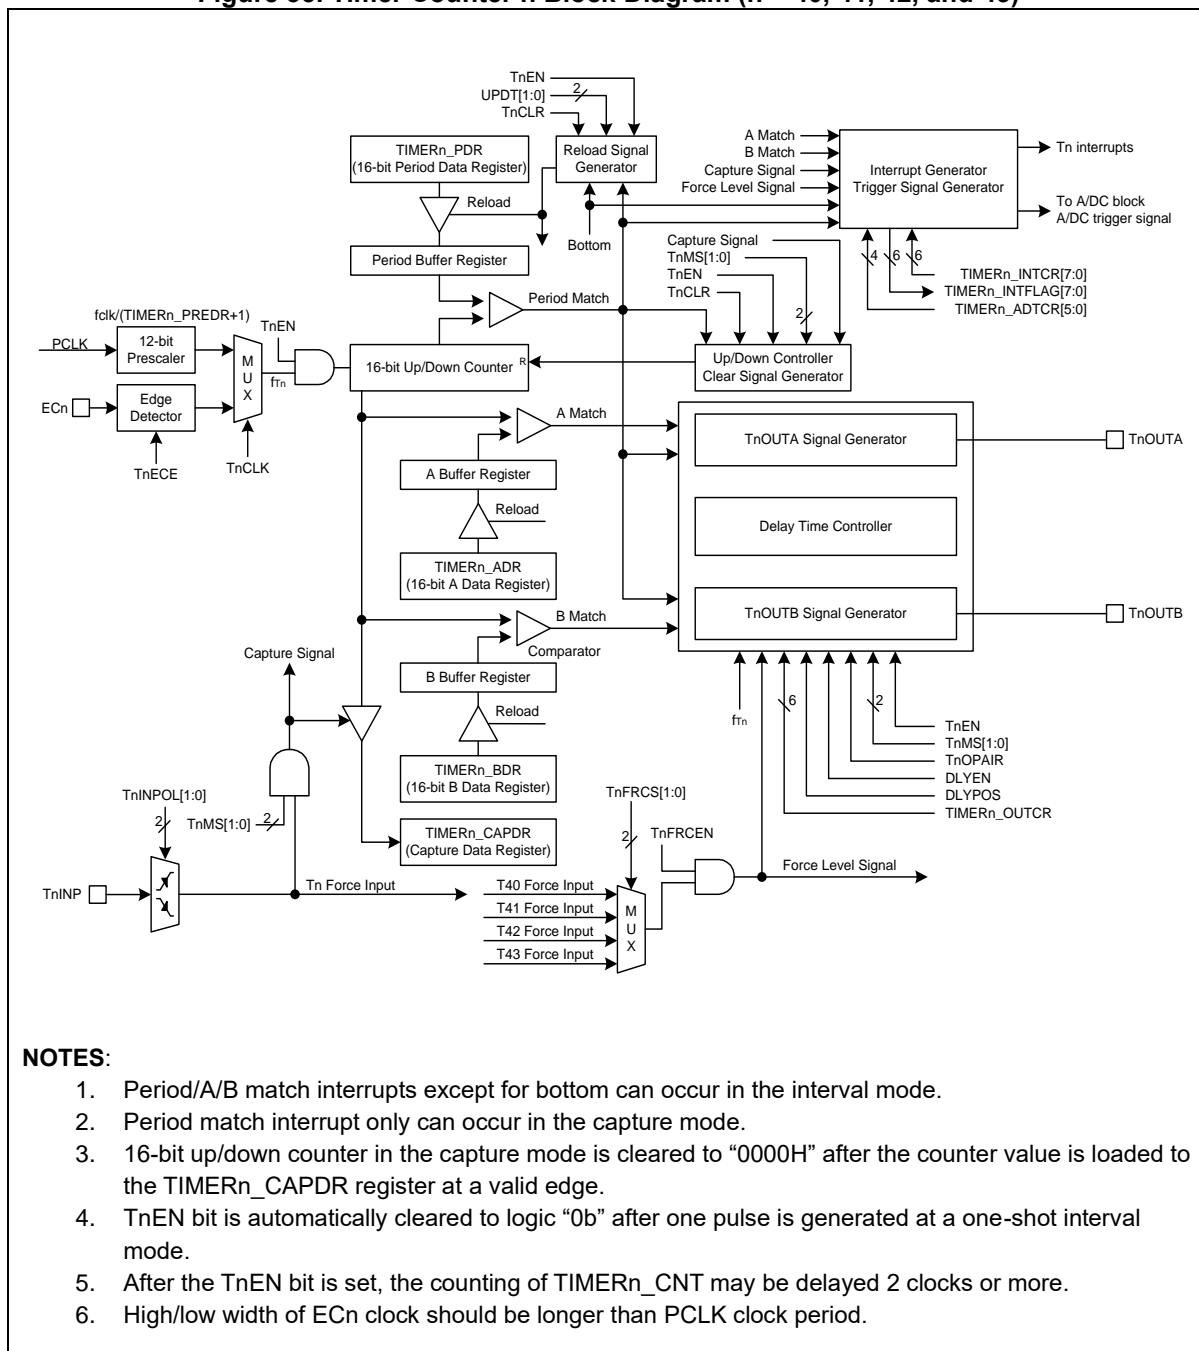 TnEN
UPDT[1:0]
2
TnCLR
TIMERn_PDR
(16-bit Period Data Register)
Reload Signal
Generator
A Match
B Match
Capture Signal
Force Level Signal
Interrupt Generator
Trigger Signal Generator
Tn interrupts
To A/DC block
A/DC trigger signal
Reload
Bottom
Period Buffer Register
Capture Signal
TnMS[1:0]
TnEN
TnCLR
2
4
6
6
TIMERn_INTCR[7:0]
TIMERn_INTFLAG[7:0]
TIMERn_ADTCR[5:0]
Period Match
fclk/(TIMERn_PREDR+1)
PCLK
12-bit
Prescaler
TnEN
MUX
fTn
16-bit Up/Down Counter
R
Up/Down Controller
Clear Signal Generator
ECn
Edge
Detector
TnECE
TnCLK
A Match
A Buffer Register
Reload
TIMERn_ADR
(16-bit A Data Register)
TnOUTA Signal Generator
TnOUTA
Delay Time Controller
TnOUTB Signal Generator
TnOUTB
B Match
Comparator
Capture Signal
B Buffer Register
Reload
TIMERn_BDR
(16-bit B Data Register)
fTn
6
2
TnEN
TnMS[1:0]
TnOPAIR
DLYEN
DLYPOS
TIMERn_OUTCR
TnINPOL[1:0]
2
TnMS[1:0]
2
TIMERn_CAPDR
(Capture Data Register)
TnFRCS[1:0]
2
TnFRCEN
Force Level Signal
TnINP
Tn Force Input
T40 Force Input
T41 Force Input
T42 Force Input
T43 Force Input
MUX
NOTES:
1. Period/A/B match interrupts except for bottom can occur in the interval mode.
2. Period match interrupt only can occur in the capture mode.
3. 16-bit up/down counter in the capture mode is cleared to “0000H” after the counter value is loaded to
the TIMERn_CAPDR register at a valid edge.
4. TnEN bit is automatically cleared to logic “0b” after one pulse is generated at a one-shot interval
mode.
5. After the TnEN bit is set, the counting of TIMERn_CNT may be delayed 2 clocks or more.
6. High/low width of ECn clock should be longer than PCLK clock period.